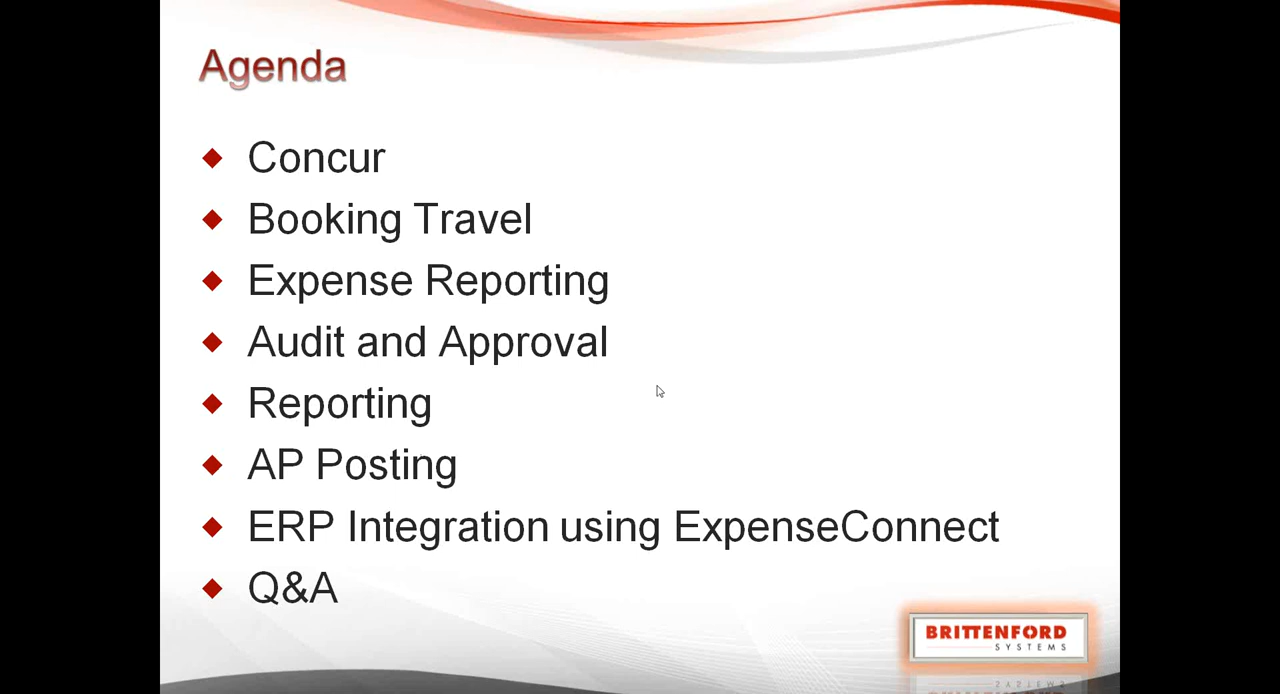 Agenda
Concur
Booking Travel
Expense Reporting
Audit and Approval
Reporting
AP Posting
ERP Integration using ExpenseConnect
Q&A
BRITTENFORD
SYSTEMS